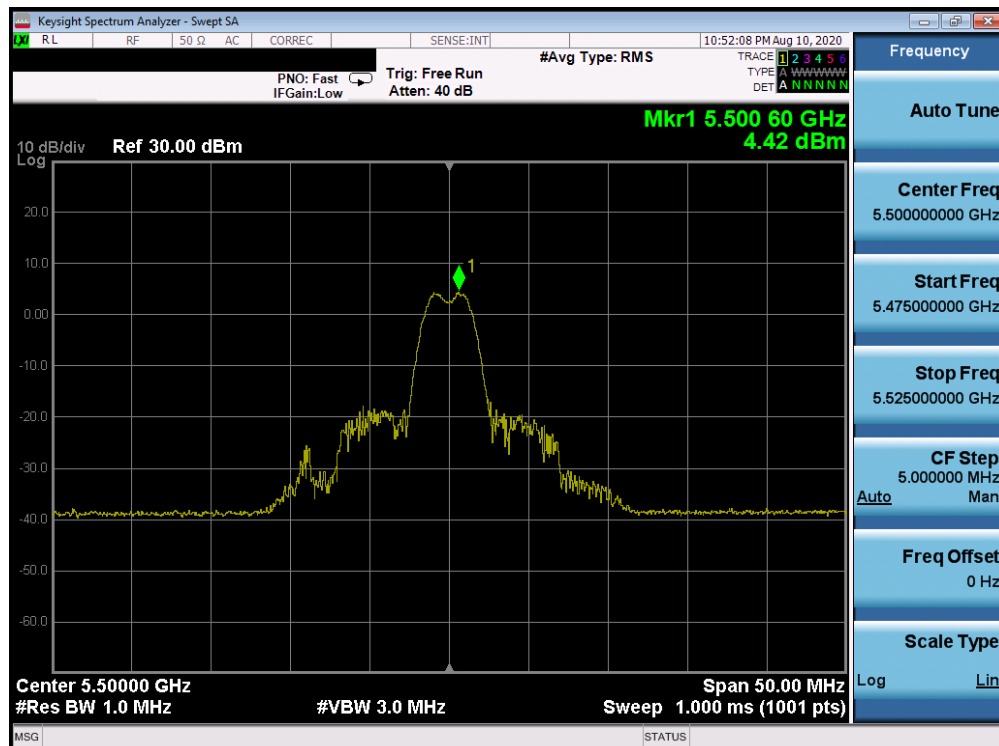 Keysight Spectrum Analyzer - Swept SA
LXI RL RF 50 Ω AC CORREC SENSE:INT 10:52:08 PM Aug 10, 2020
#Avg Type: RMS
TRACE 1 2 3 4 5 6
TYPE A WWWWW
DET A N N N N N
PNO: Fast
IFGain:Low
Trig: Free Run
Atten: 40 dB
Mkr1 5.500 60 GHz
4.42 dBm
10 dB/div Ref 30.00 dBm
Log
1
20.0
10.0
0.00
-10.0
-20.0
-30.0
-40.0
-50.0
-60.0
Center 5.50000 GHz Span 50.00 MHz
#Res BW 1.0 MHz #VBW 3.0 MHz Sweep 1.000 ms (1001 pts)
MSG STATUS
Frequency
Auto Tune
Center Freq
5.500000000 GHz
Start Freq
5.475000000 GHz
Stop Freq
5.525000000 GHz
CF Step
5.000000 MHz
Auto Man
Freq Offset
0 Hz
Scale Type
Log Lin